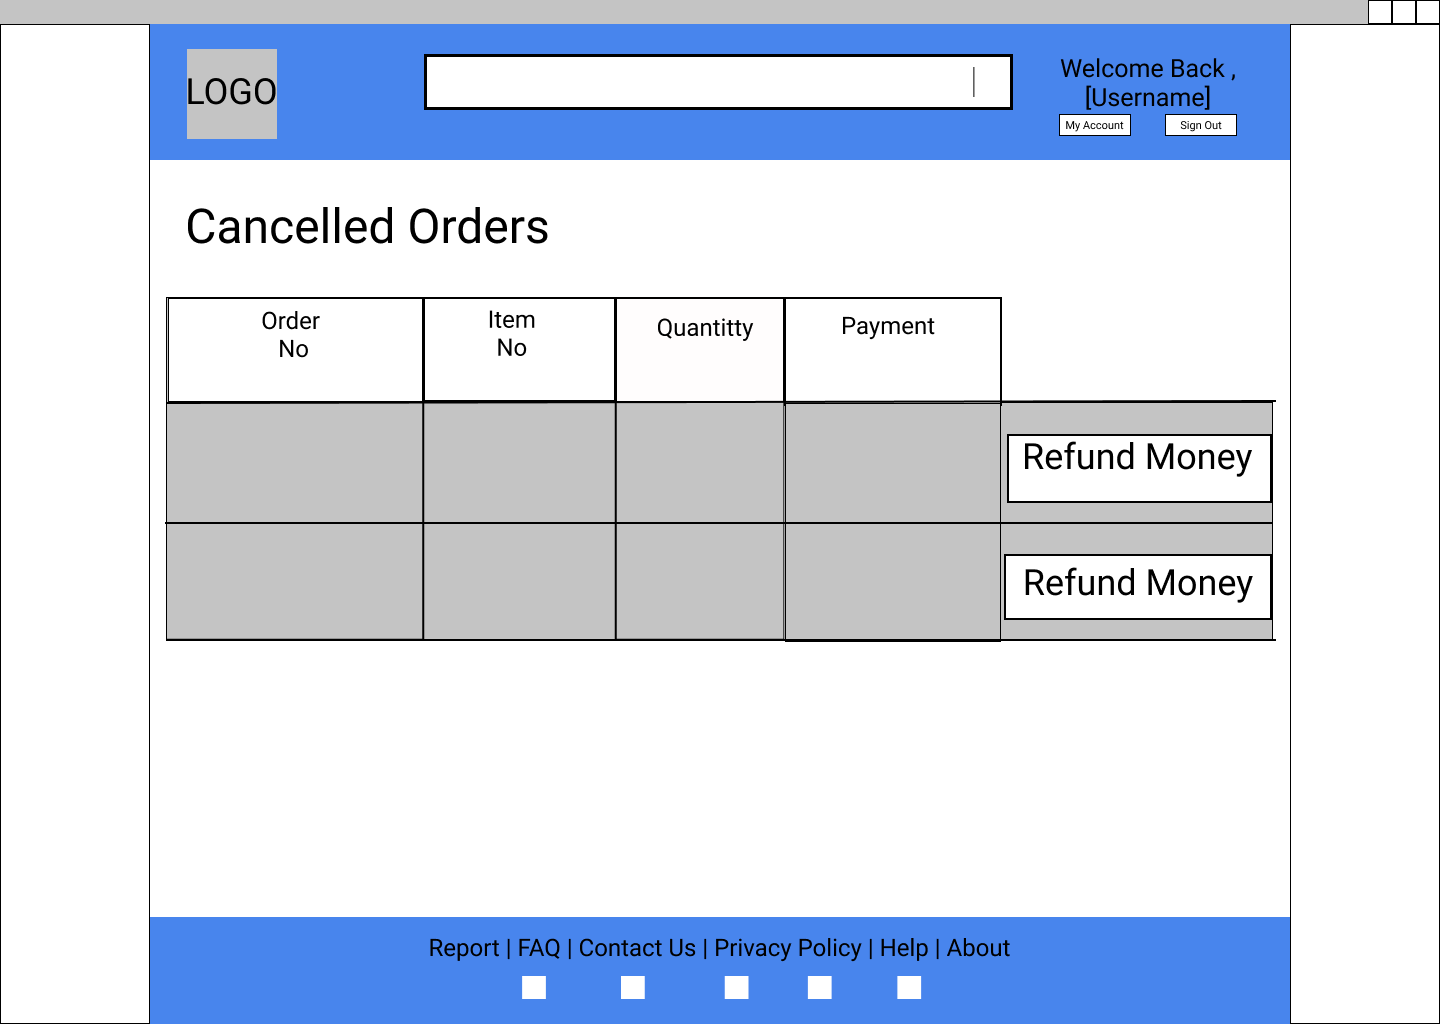 LOGO
Welcome Back ,
[Username]
My Account
Sign Out
Cancelled Orders
Order
No
Item
No
Quantitty
Payment
Refund Money
Refund Money
Report | FAQ | Contact Us | Privacy Policy | Help | About